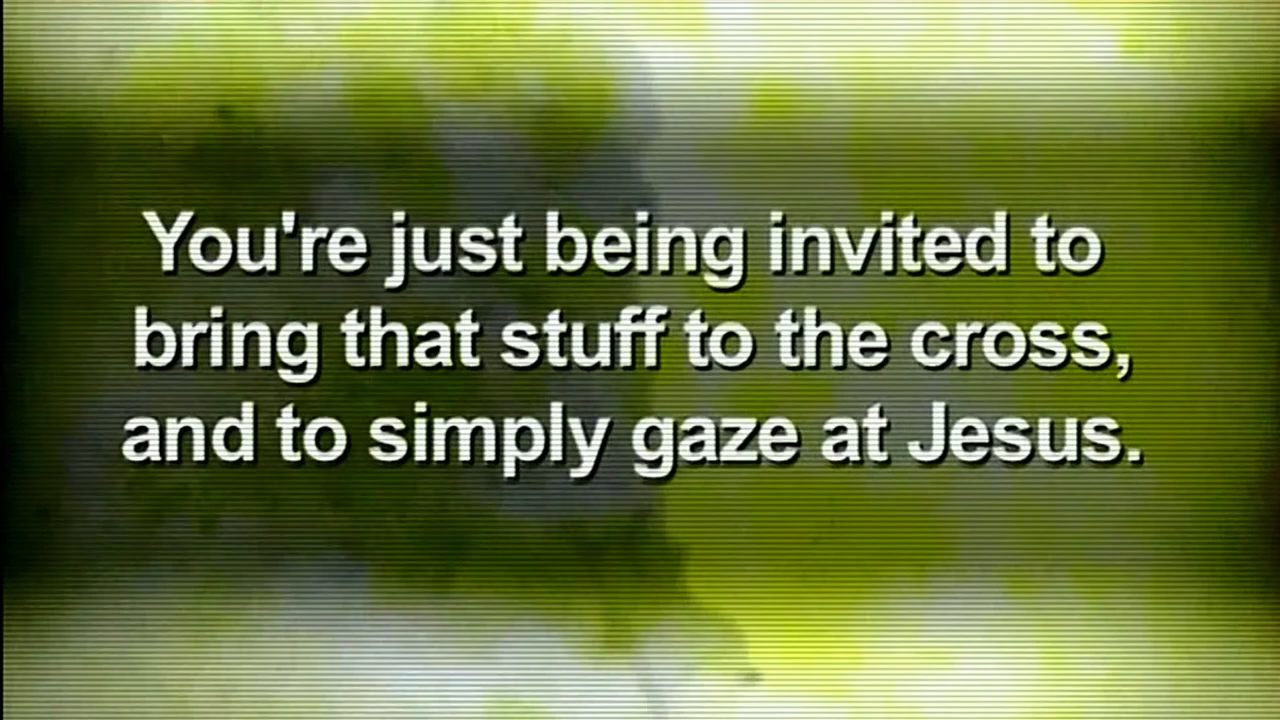 You're just being invited to
bring that stuff to the cross,
and to simply gaze at Jesus.